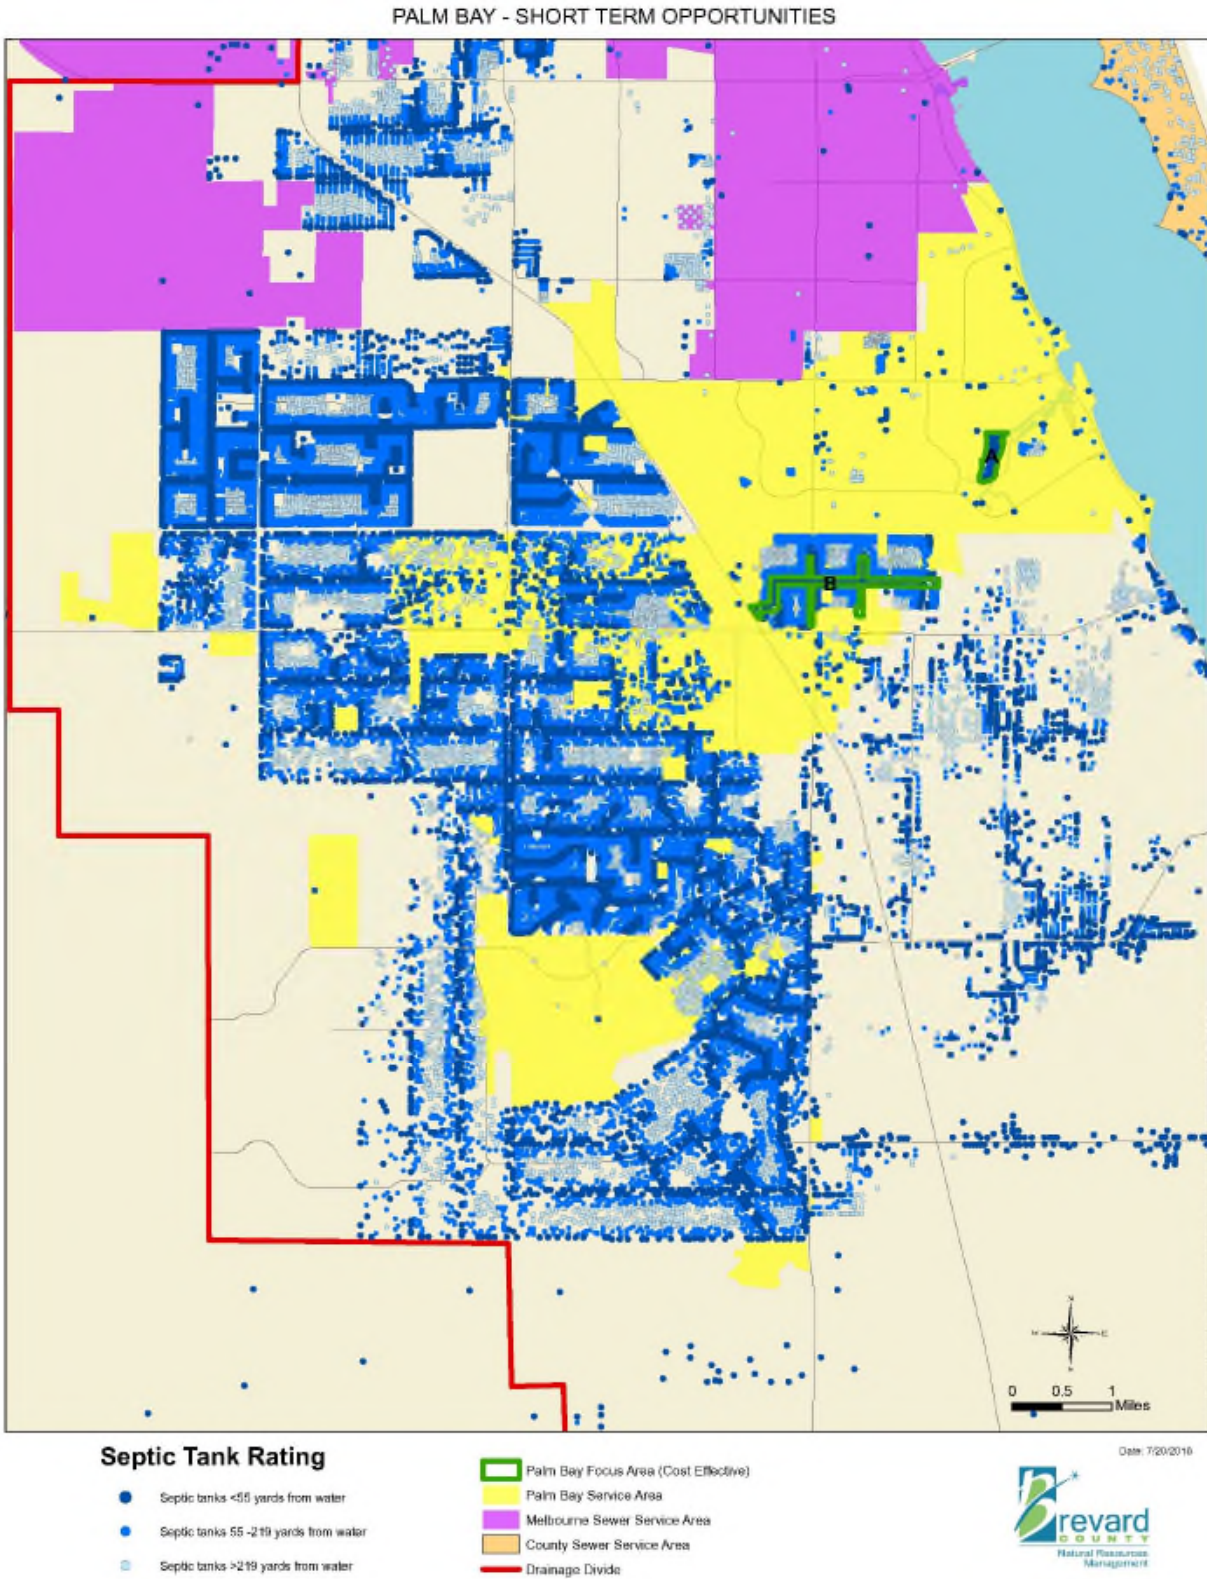 PALM BAY - SHORT TERM OPPORTUNITIES
A
B
N
W
E
S
0 0.5 1
Miles
Septic Tank Rating
Septic tanks <55 yards from water
Septic tanks 55 -219 yards from water
Septic tanks >219 yards from water
Palm Bay Focus Area (Cost Effective)
Palm Bay Service Area
Melbourne Sewer Service Area
County Sewer Service Area
Drainage Divide
Date: 7/20/2016
Brevard
COUNTY
Natural Resources
Management